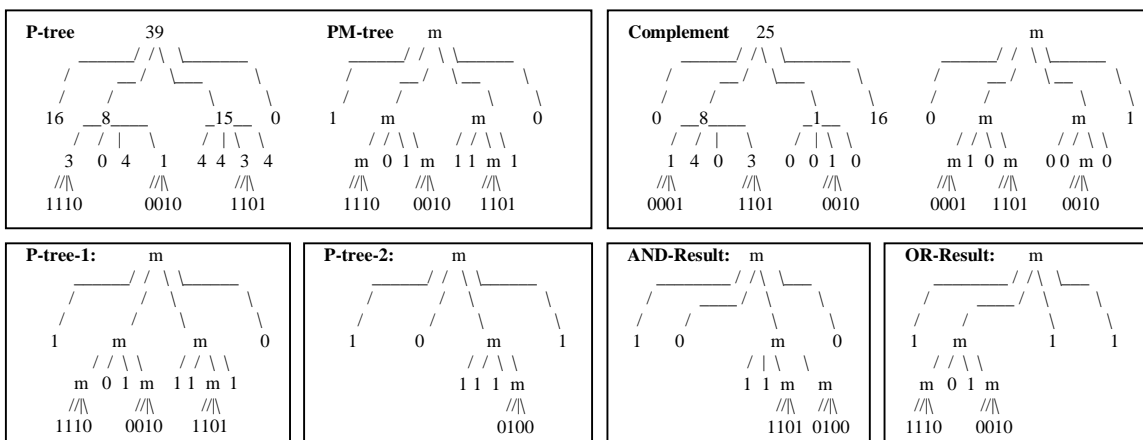 P-tree 39
16 8 15 0
3 0 4 1 4 4 3 4
1110 0010 1101
PM-tree m
1 m m 0
m 0 1 m 1 1 m 1
1110 0010 1101
Complement 25
0 8 1 16
1 4 0 3 0 0 1 0
0001 1101 0010
m
0 m m 1
m 1 0 m 0 0 m 0
0001 1101 0010
P-tree-1: m
1 m m 0
m 0 1 m 1 1 m 1
1110 0010 1101
P-tree-2: m
1 0 m 1
1 1 1 m
0100
AND-Result: m
1 0 m 0
1 1 m m
1101 0100
OR-Result: m
1 m 1 1
m 0 1 m
1110 0010